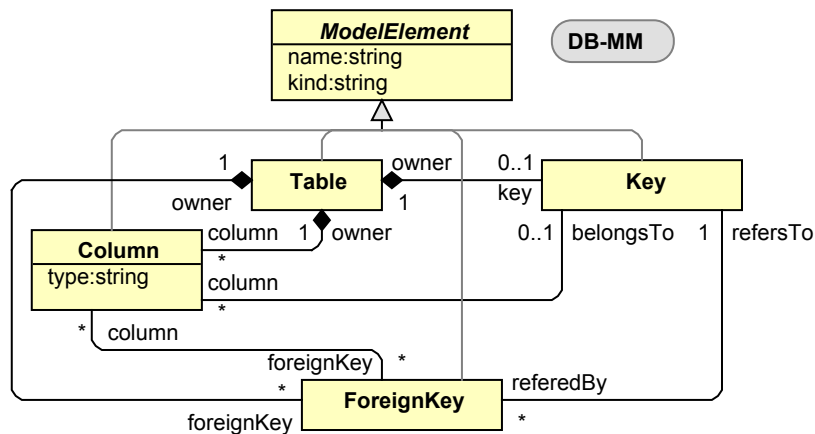 ModelElement
name:string
kind:string
DB-MM
1
owner
Table
owner
1
0..1
key
Key
Column
type:string
column
*
1
owner
0..1
belongsTo
1
refersTo
column
*
*
column
foreignKey
*
*
foreignKey
ForeignKey
referedBy
*